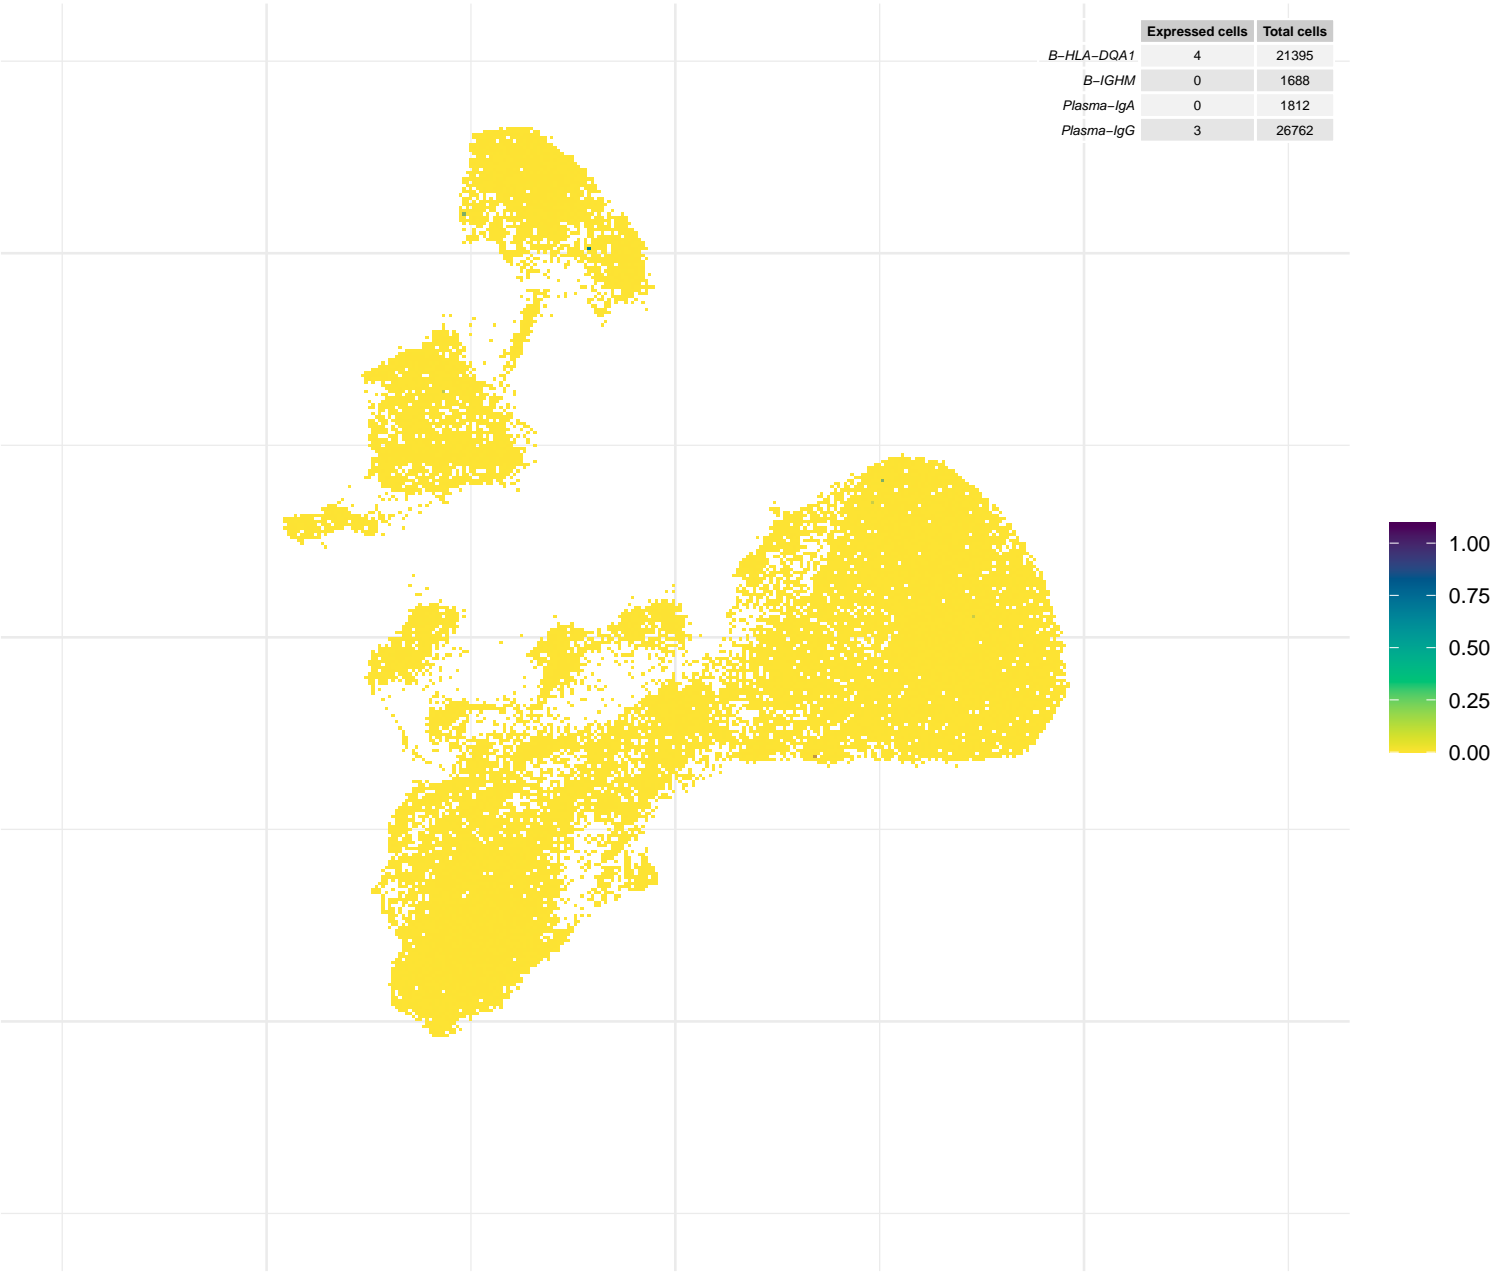 Expressed cells Total cells
B−HLA−DQA1 4 21395
B−IGHM 0 1688
Plasma−IgA 0 1812
Plasma−IgG 3 26762
1.00
0.75
0.50
0.25
0.00